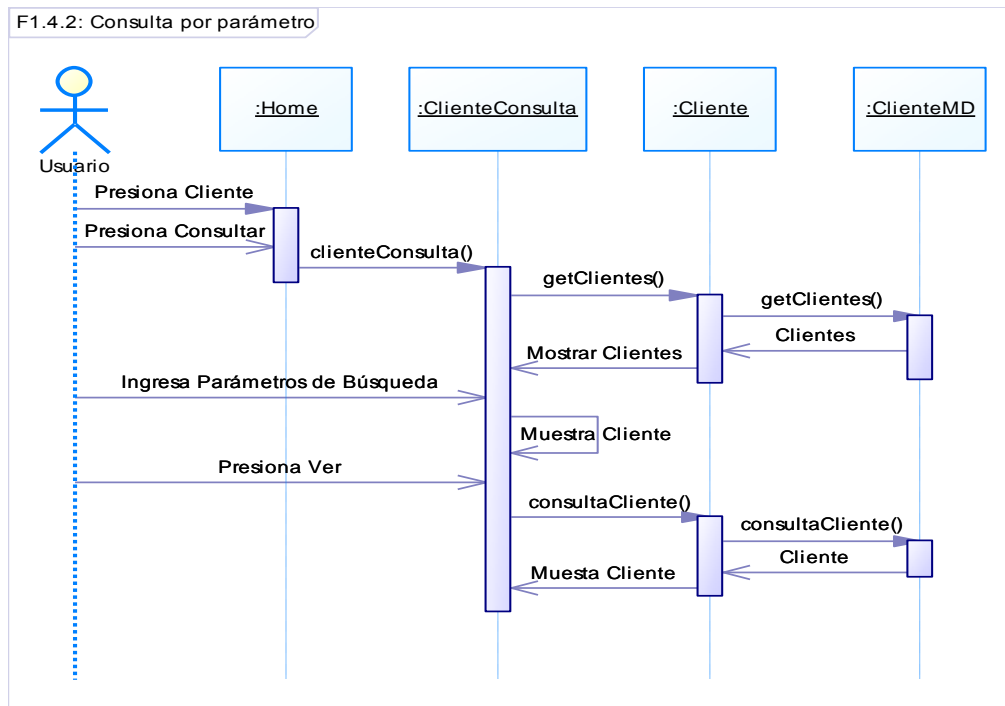 F1.4.2: Consulta por parámetro
:Home
:ClienteConsulta
:Cliente
:ClienteMD
Usuario
Presiona Cliente
Presiona Consultar
clienteConsulta()
getClientes()
getClientes()
Clientes
Mostrar Clientes
Ingresa Parámetros de Búsqueda
Muestra Cliente
Presiona Ver
consultaCliente()
consultaCliente()
Cliente
Muesta Cliente